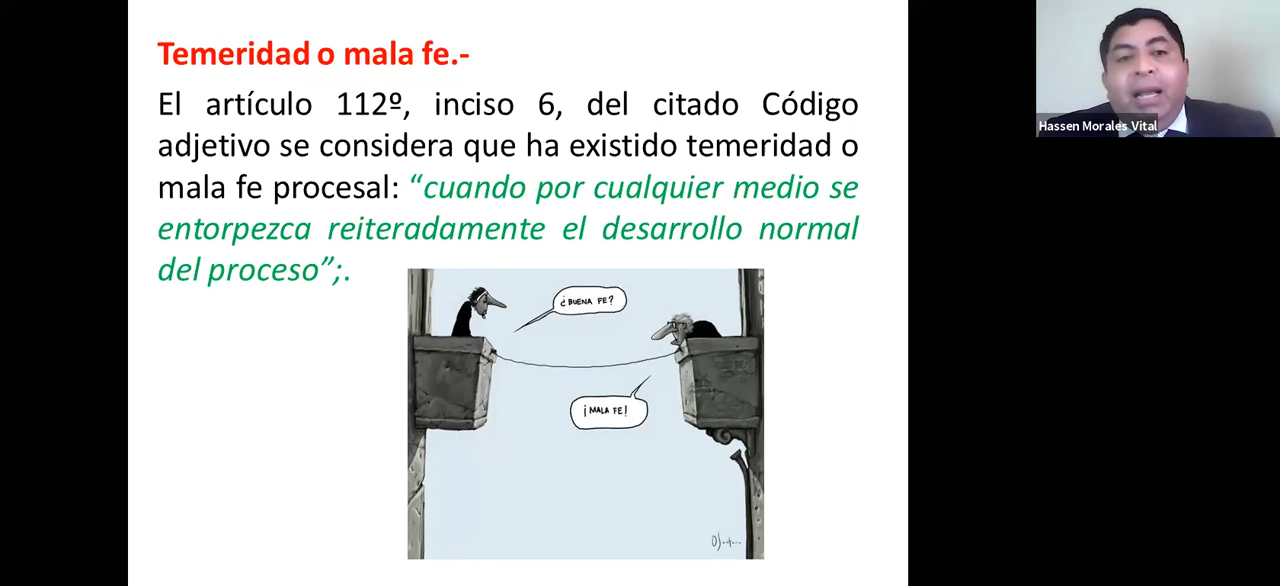 Temeridad o mala fe.-
El artículo 112º, inciso 6, del citado Código
adjetivo se considera que ha existido temeridad o
mala fe procesal: “cuando por cualquier medio se
entorpezca reiteradamente el desarrollo normal
del proceso”;.
¿BUENA FE?
¡MALA FE!
Hassen Morales Vital